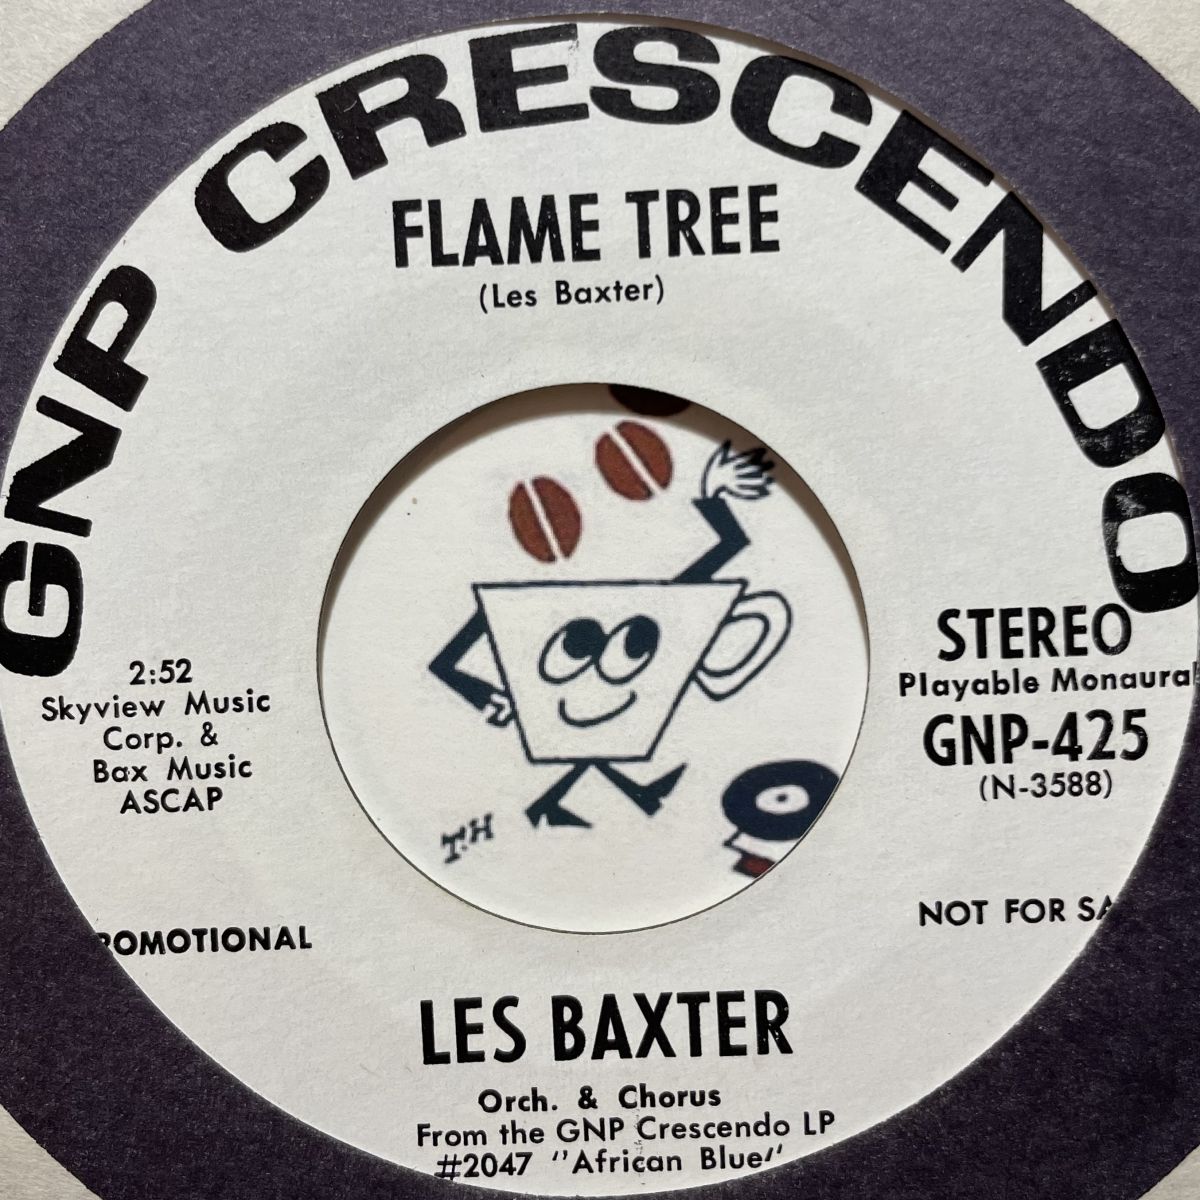 GNP CRESCENDO
FLAME TREE
(Les Baxter)
2:52
Skyview Music
Corp. &
Bax Music
ASCAP
STEREO
Playable Monaural
GNP-425
(N-3588)
T.H
ROMOTIONAL
NOT FOR SA
LES BAXTER
Orch. & Chorus
From the GNP Crescendo LP
#2047 "African Blue"